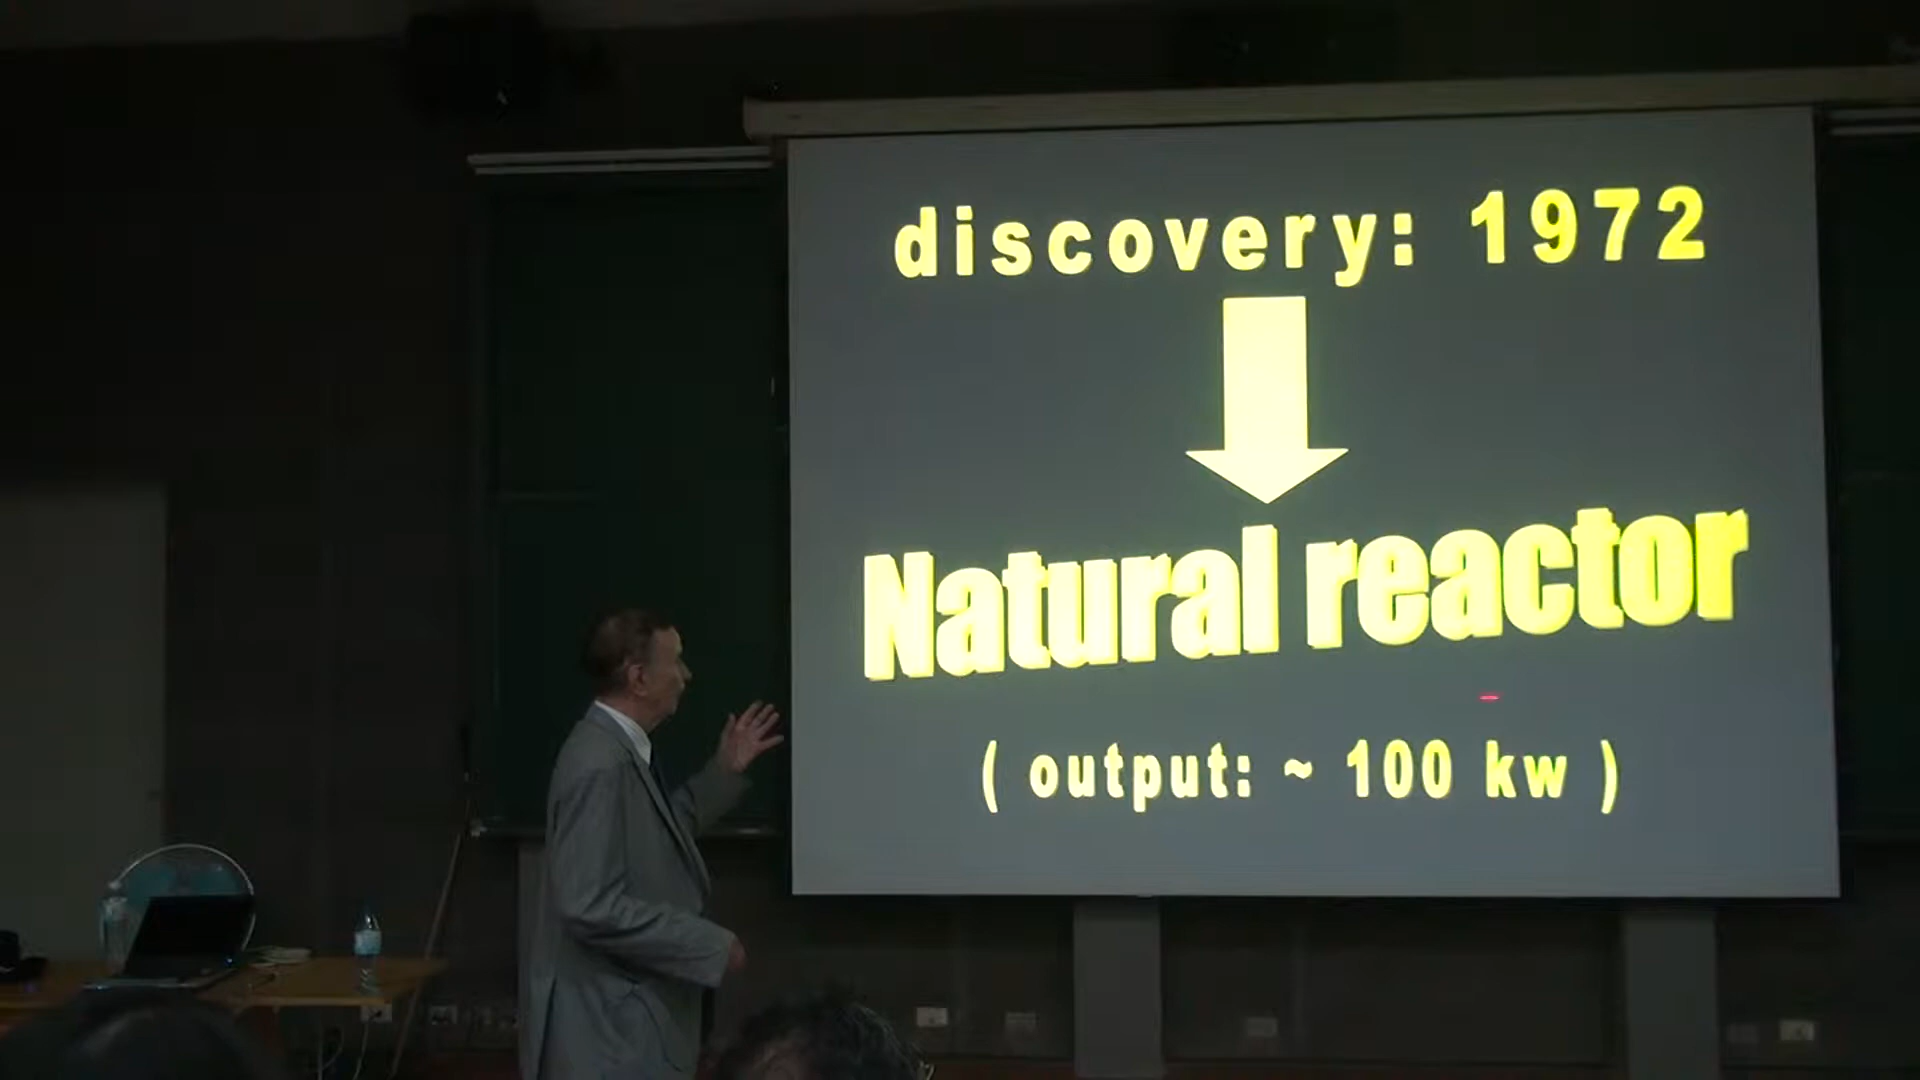 discovery: 1972
Natural reactor
( output: ~ 100 kw )